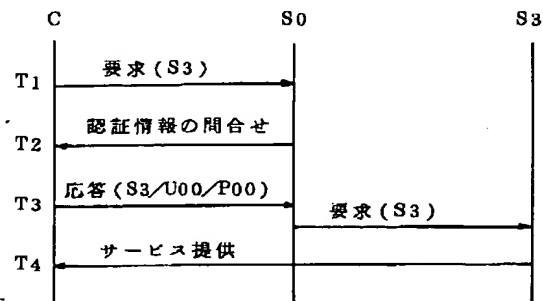 C S0 S3
T1 要求(S3)
T2 認証情報の問合せ
T3 応答(S3/U00/P00)
要求(S3)
T4 サービス提供